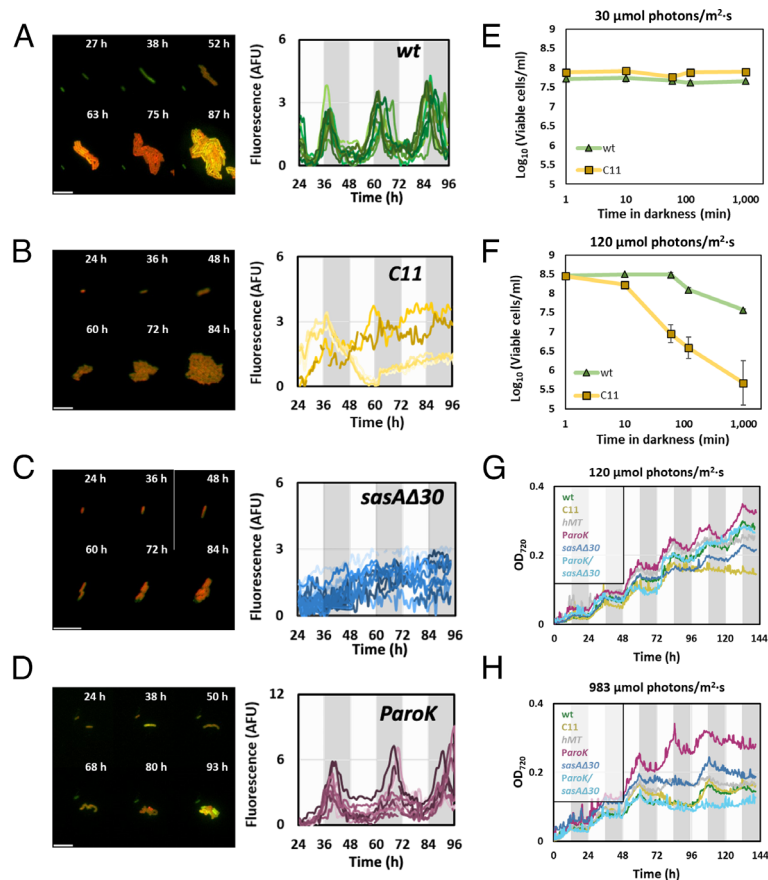 A
27 h 38 h 52 h
63 h 75 h 87 h
Fluorescence (AFU)
6
3
0
wt
24 36 48 60 72 84 96
Time (h)
B
24 h 36 h 48 h
60 h 72 h 84 h
Fluorescence (AFU)
6
3
0
C11
24 36 48 60 72 84 96
Time (h)
C
24 h 36 h 48 h
60 h 72 h 84 h
Fluorescence (AFU)
6
3
0
sasAΔ30
24 36 48 60 72 84 96
Time (h)
D
24 h 38 h 50 h
68 h 80 h 93 h
Fluorescence (AFU)
12
6
0
ParoK
24 36 48 60 72 84 96
Time (h)
E
30 µmol photons/m²·s
Log₁₀ (Viable cells/ml)
9
8.5
8
7.5
7
6.5
6
5.5
5
wt
C11
1 10 100 1,000
Time in darkness (min)
F
120 µmol photons/m²·s
Log₁₀ (Viable cells/ml)
9
8.5
8
7.5
7
6.5
6
5.5
5
wt
C11
1 10 100 1,000
Time in darkness (min)
G
120 µmol photons/m²·s
OD₇₂₀
0.4
0.2
0
wt
C11
hMT
ParoK
sasAΔ30
ParoK/
sasAΔ30
0 24 48 72 96 120 144
Time (h)
H
983 µmol photons/m²·s
OD₇₂₀
0.4
0.2
0
wt
C11
hMT
ParoK
sasAΔ30
ParoK/
sasAΔ30
0 24 48 72 96 120 144
Time (h)